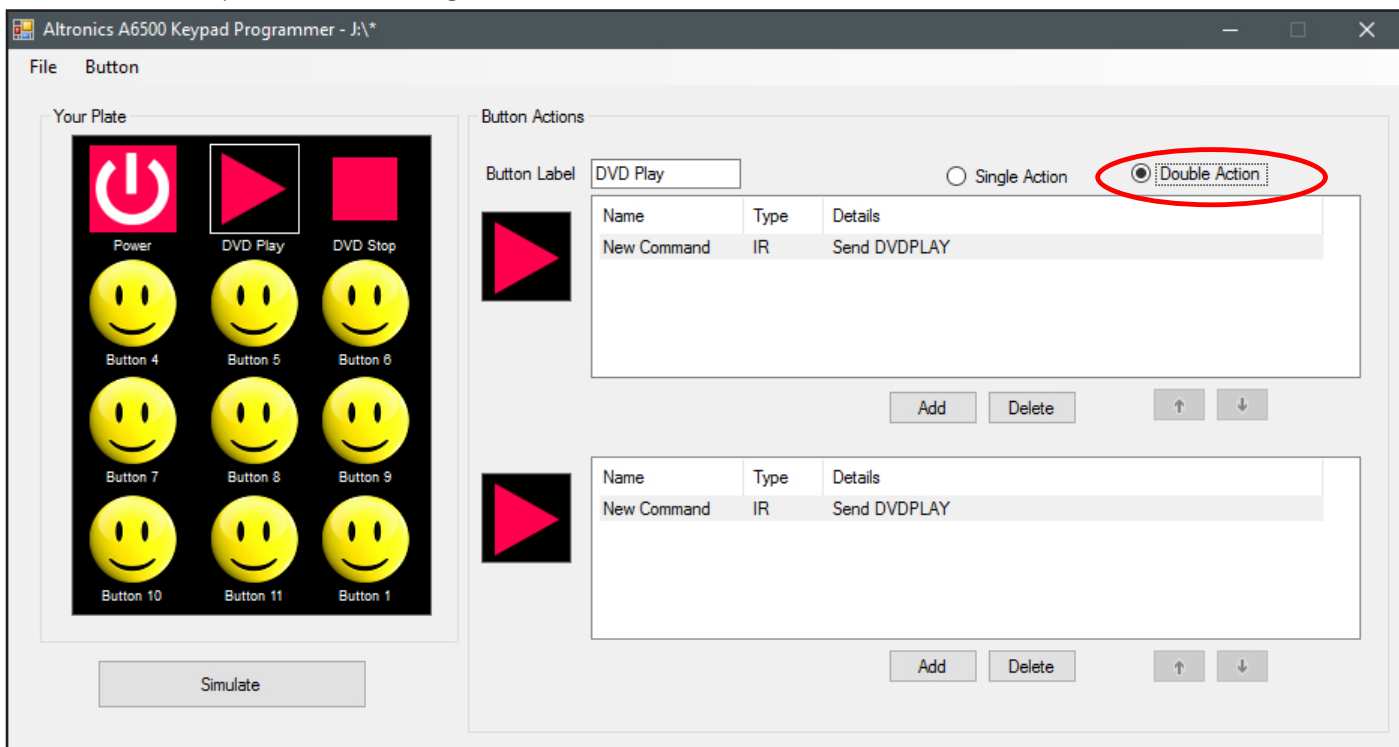 Altronics A6500 Keypad Programmer - J:\*
File Button
Your Plate
Power DVD Play DVD Stop
Button 4 Button 5 Button 6
Button 7 Button 8 Button 9
Button 10 Button 11 Button 1
Simulate
Button Actions
Button Label DVD Play Single Action Double Action
Name Type Details
New Command IR Send DVDPLAY
Add Delete ↑ ↓
Name Type Details
New Command IR Send DVDPLAY
Add Delete ↑ ↓